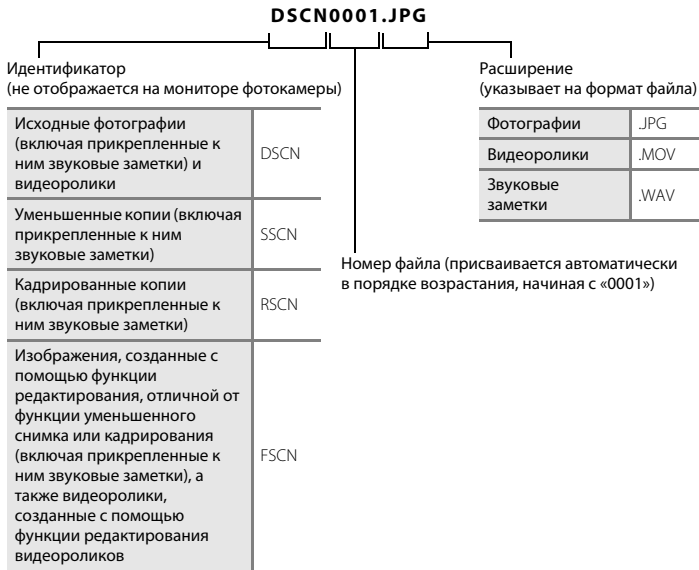 DSCN0001.JPG
Идентификатор
(не отображается на мониторе фотокамеры)
Исходные фотографии
(включая прикрепленные к
ним звуковые заметки) и
видеоролики
DSCN
Уменьшенные копии (включая
прикрепленные к ним
звуковые заметки)
SSCN
Кадрированные копии
(включая прикрепленные к
ним звуковые заметки)
RSCN
Изображения, созданные с
помощью функции
редактирования, отличной от
функции уменьшенного
снимка или кадрирования
(включая прикрепленные к
ним звуковые заметки), а
также видеоролики,
созданные с помощью
функции редактирования
видеороликов
FSCN
Расширение
(указывает на формат файла)
Фотографии .JPG
Видеоролики .MOV
Звуковые
заметки
.WAV
Номер файла (присваивается автоматически
в порядке возрастания, начиная с «0001»)